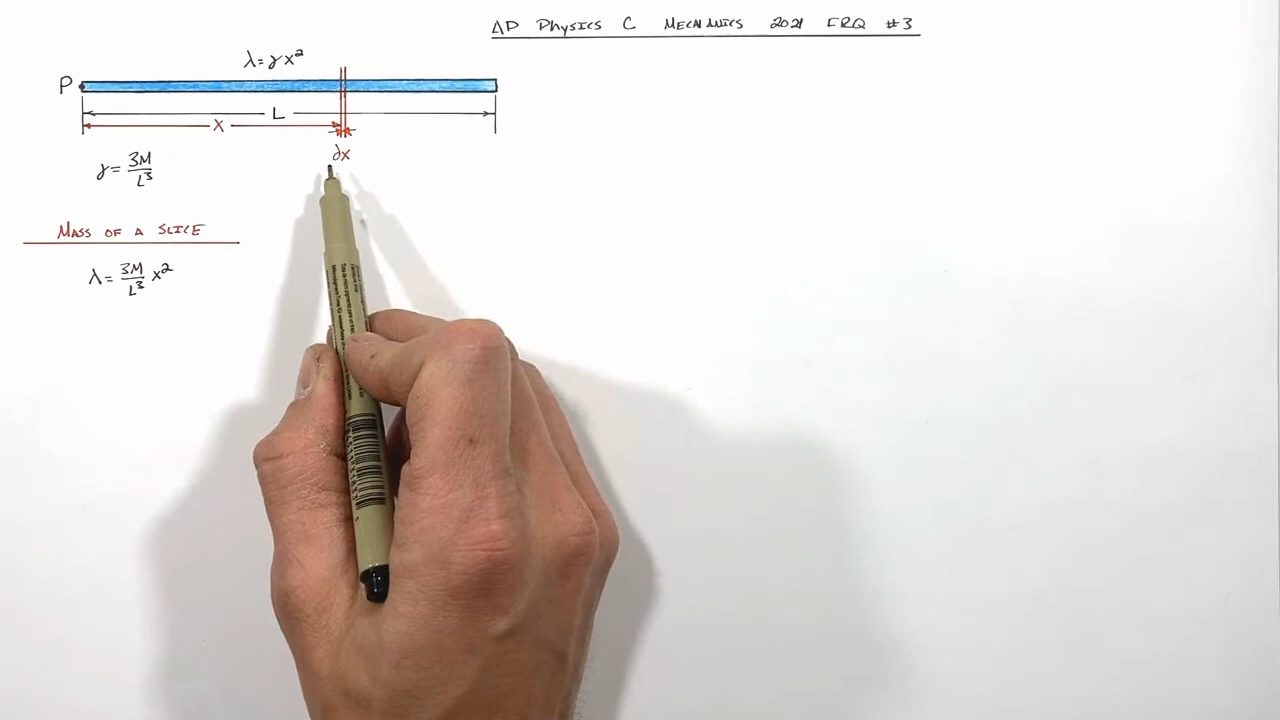 AP Physics C Mechanics 2021 FRQ #3
λ = γx²
P
L
x
dx
γ = 3M/L³
Mass of a slice
λ = 3M/L³ x²